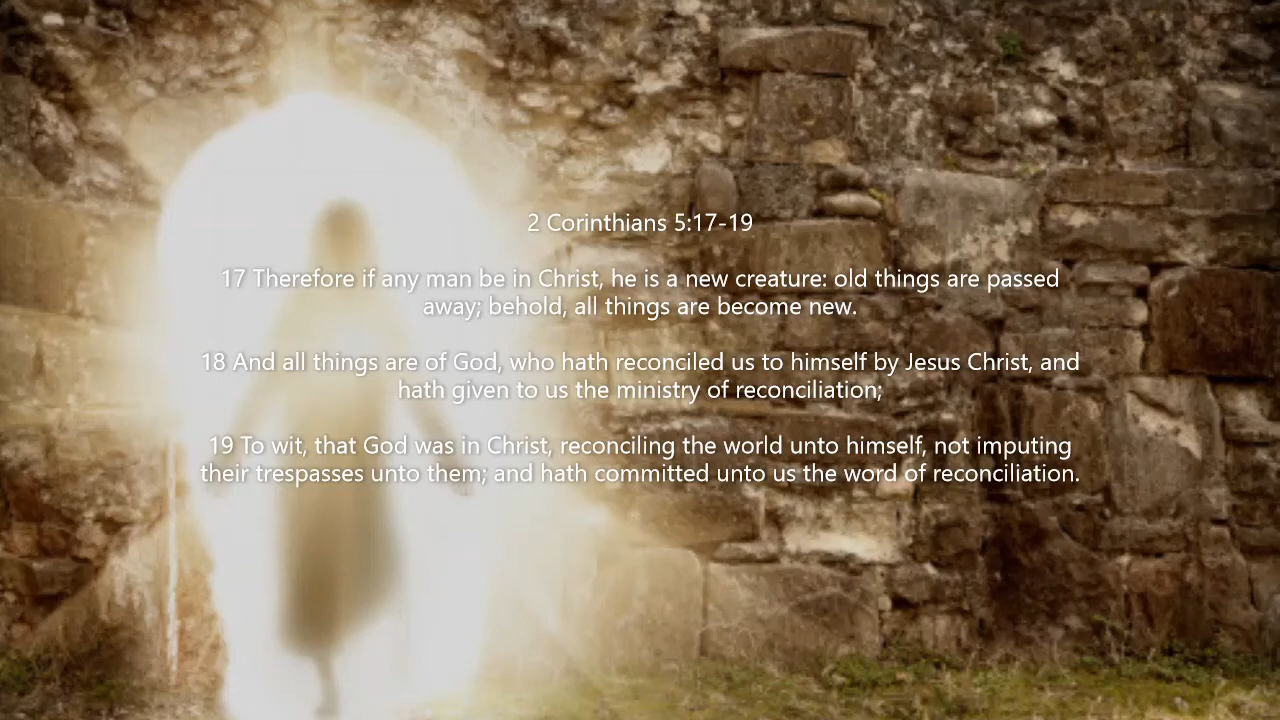 2 Corinthians 5:17-19
17 Therefore if any man be in Christ, he is a new creature: old things are passed
away; behold, all things are become new.
18 And all things are of God, who hath reconciled us to himself by Jesus Christ, and
hath given to us the ministry of reconciliation;
19 To wit, that God was in Christ, reconciling the world unto himself, not imputing
their trespasses unto them; and hath committed unto us the word of reconciliation.